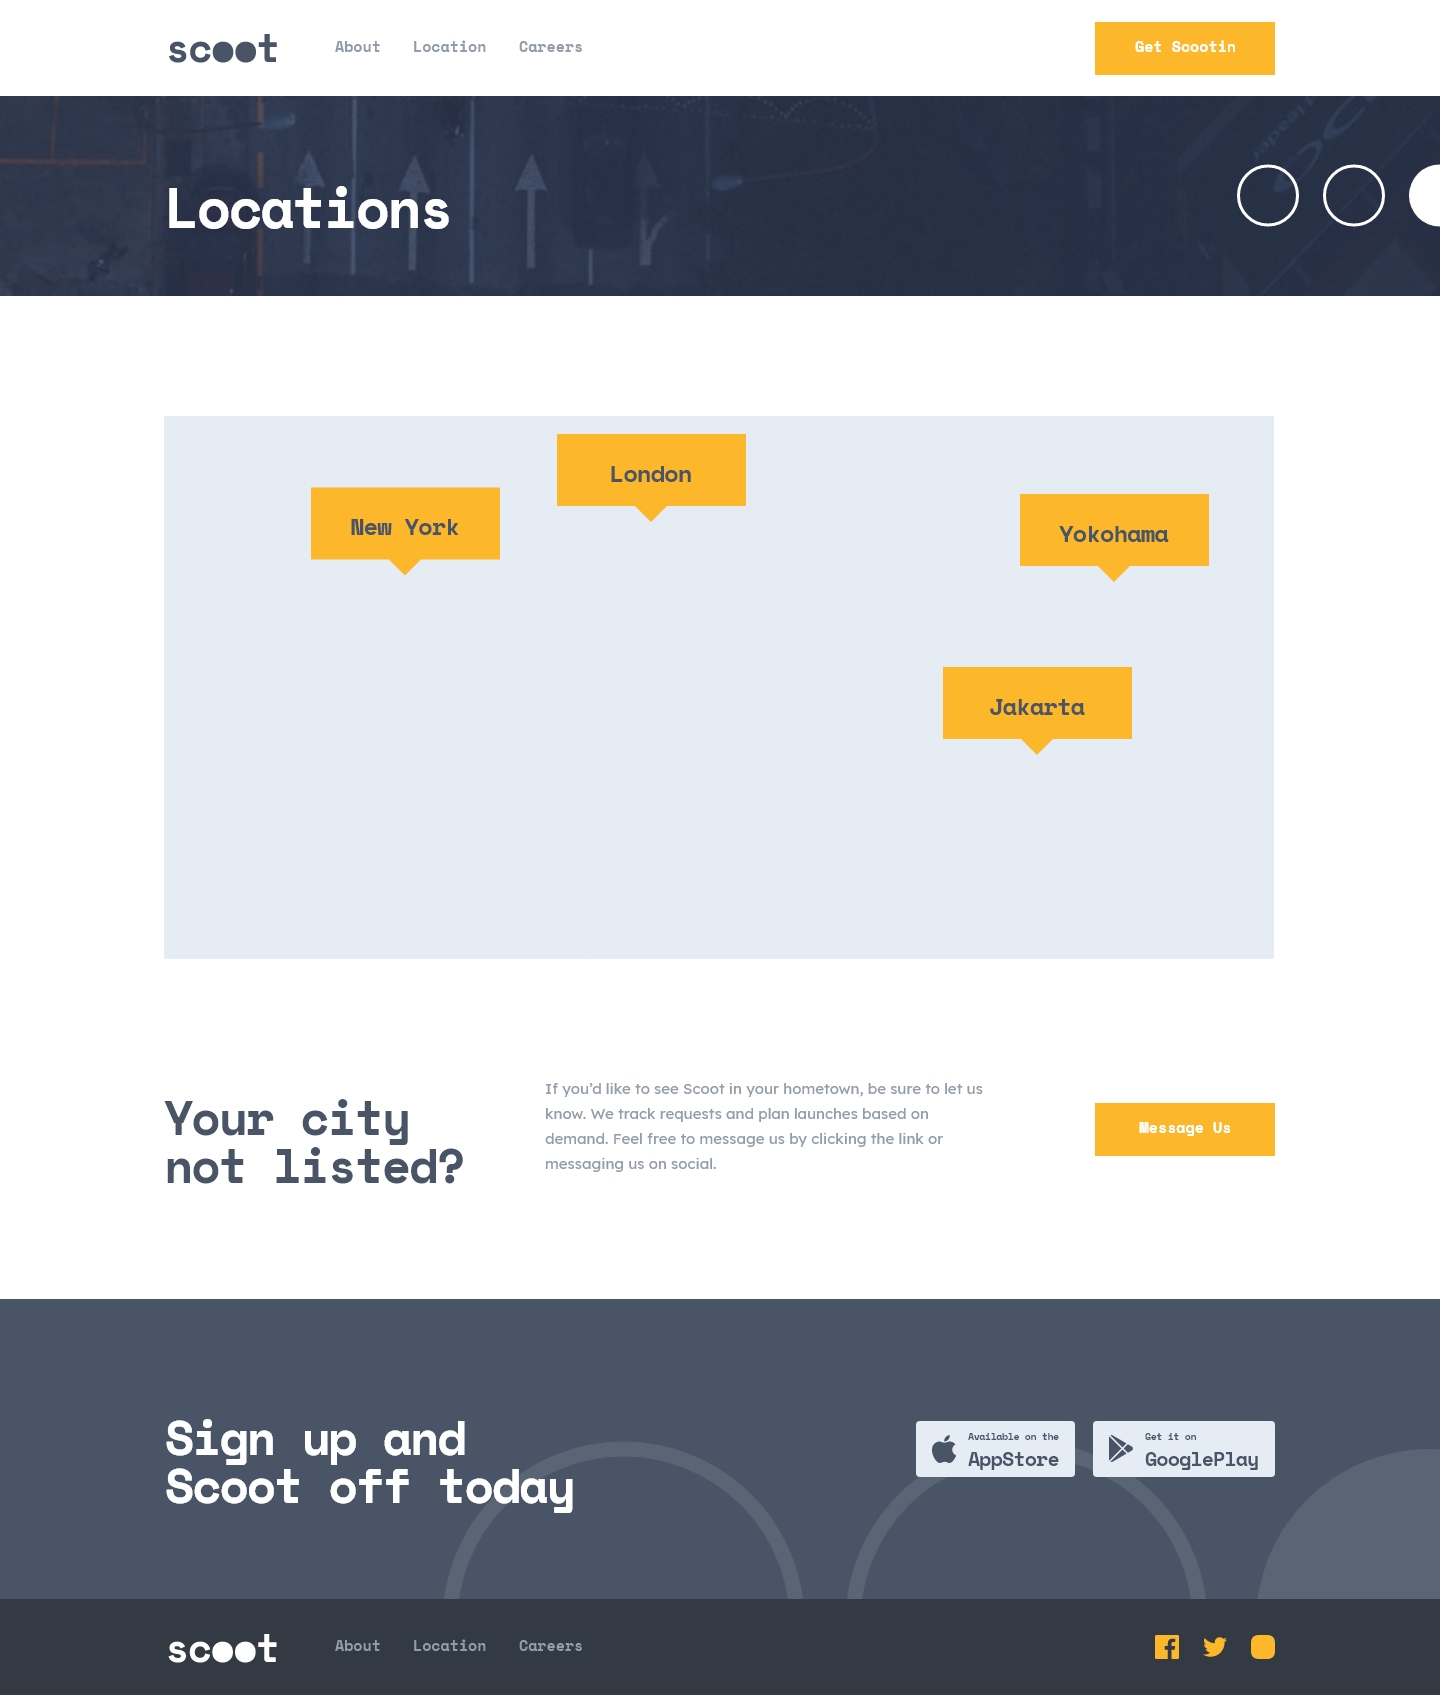 scoot
About
Location
Careers
Get Scootin
Locations
London
New York
Yokohama
Jakarta
Your city
not listed?
If you’d like to see Scoot in your hometown, be sure to let us
know. We track requests and plan launches based on
demand. Feel free to message us by clicking the link or
messaging us on social.
Message Us
Sign up and
Scoot off today
Available on the
AppStore
Get it on
GooglePlay
scoot
About
Location
Careers